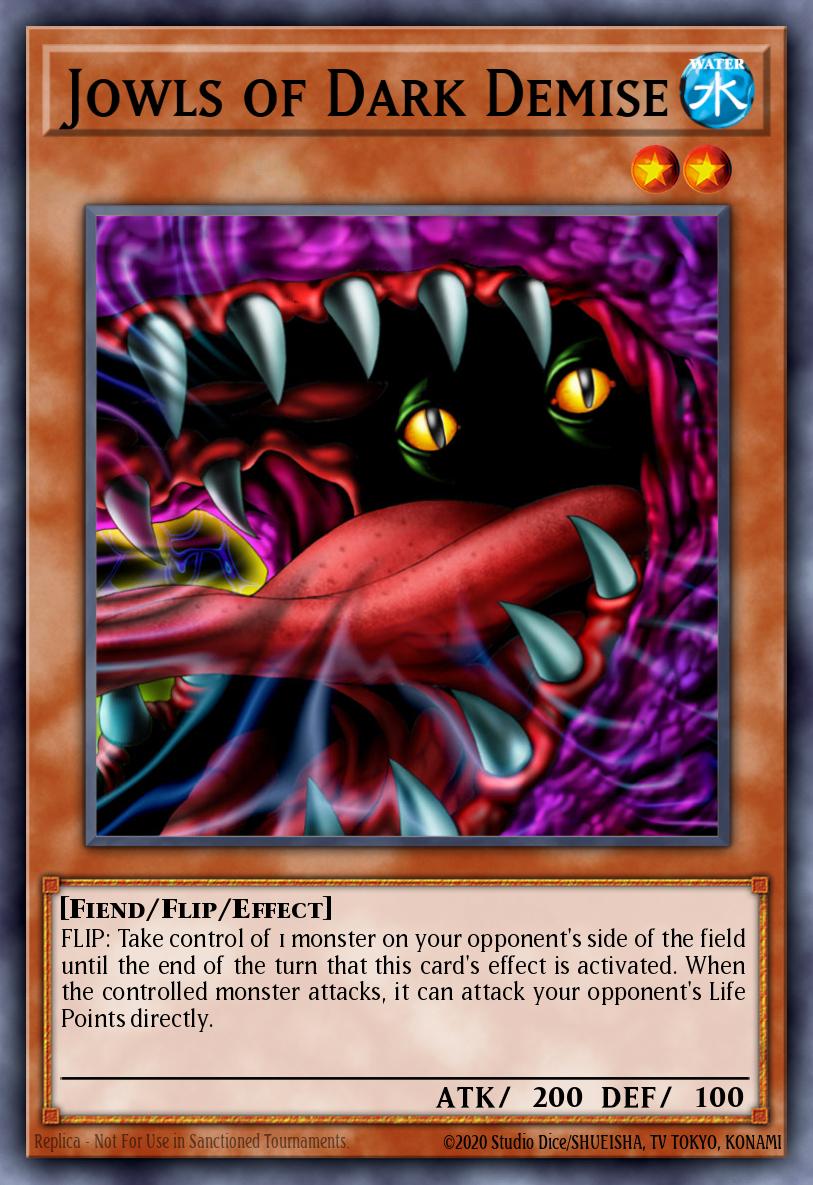 Jowls of Dark Demise
WATER
水
[Fiend/Flip/Effect]
FLIP: Take control of 1 monster on your opponent's side of the field
until the end of the turn that this card's effect is activated. When
the controlled monster attacks, it can attack your opponent's Life
Points directly.
ATK/ 200 DEF/ 100
Replica - Not For Use in Sanctioned Tournaments.
©2020 Studio Dice/SHUEISHA, TV TOKYO, KONAMI